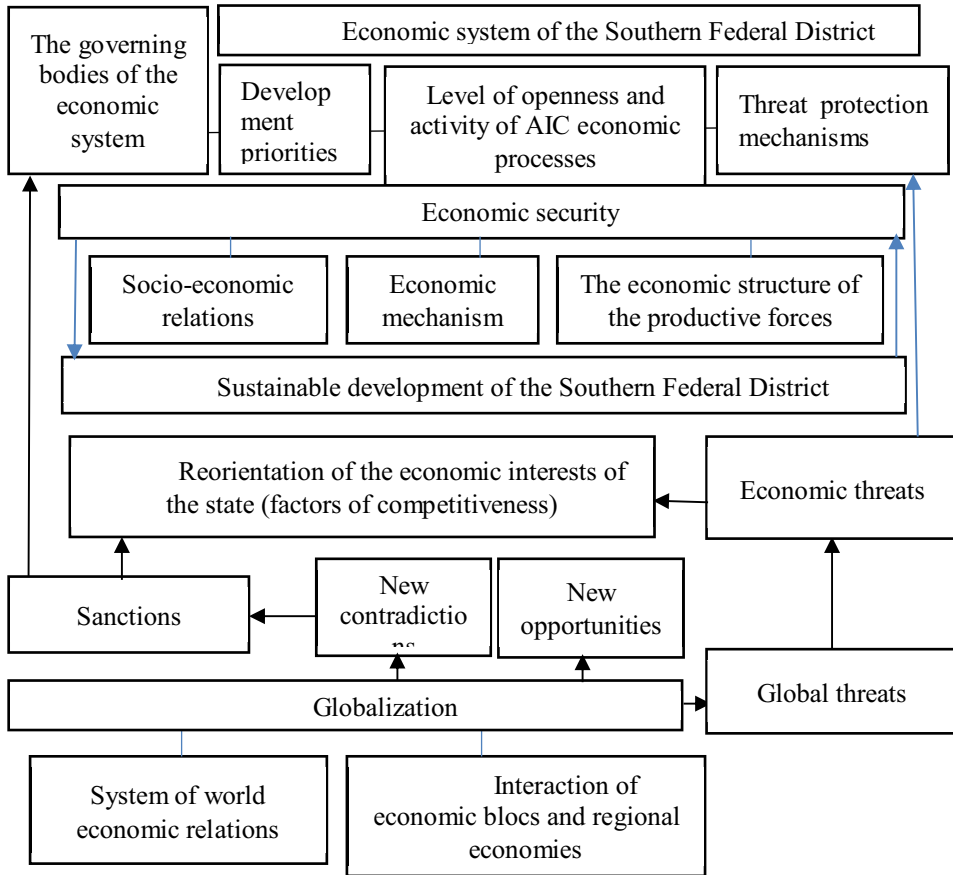 The governing
bodies of the
economic
system
Economic system of the Southern Federal District
Develop
ment
priorities
Level of openness and
activity of AIC economic
processes
Threat protection
mechanisms
Economic security
Socio-economic
relations
Economic
mechanism
The economic structure of
the productive forces
Sustainable development of the Southern Federal District
Reorientation of the economic interests of
the state (factors of competitiveness)
Economic threats
Sanctions
New
contradictio
ns
New
opportunities
Global threats
Globalization
System of world
economic relations
Interaction of
economic blocs and regional
economies